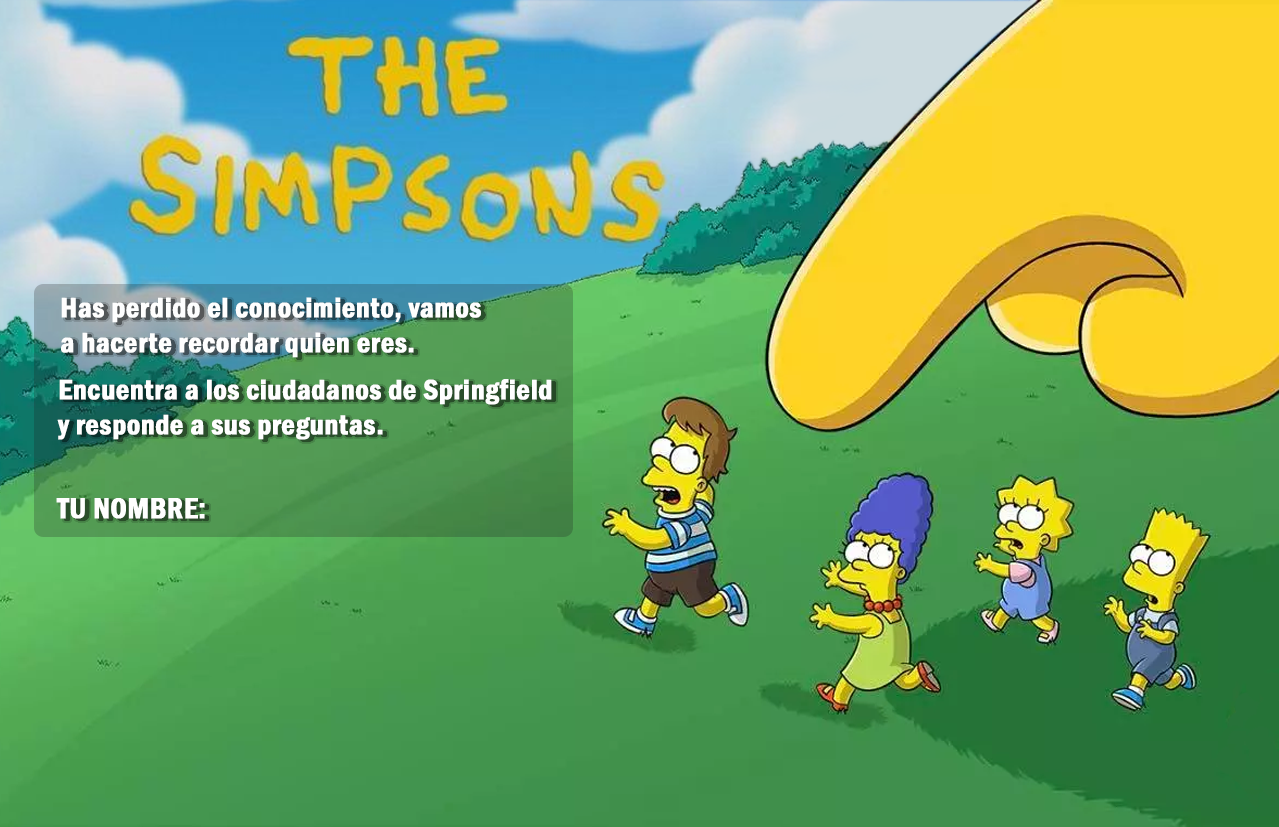 THE
SIMPSONS
Has perdido el conocimiento, vamos
a hacerte recordar quien eres.
Encuentra a los ciudadanos de Springfield
y responde a sus preguntas.
TU NOMBRE: